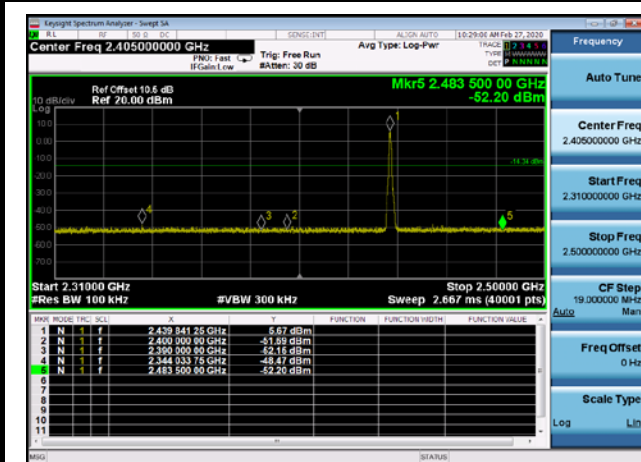 Keysight Spectrum Analyzer - Swept SA
RL RF 50 Ω DC SENSE:INT ALIGN AUTO 10:29:00 AM Feb 27, 2020
Center Freq 2.405000000 GHz
PNO: Fast
IFGain:Low
Trig: Free Run
#Atten: 30 dB
Avg Type: Log-Pwr
TRACE 1 2 3 4 5 6
TYPE
DET P N N N N N
Ref Offset 10.6 dB
Ref 20.00 dBm
10 dB/div
Log
Mkr5 2.483 500 00 GHz
-52.20 dBm
10.0
0.00
-10.0
-20.0
-30.0
-40.0
-50.0
-60.0
-70.0
1
-14.34 dBm
4
3
2
5
Start 2.31000 GHz
Stop 2.50000 GHz
#Res BW 100 kHz
#VBW 300 kHz
Sweep 2.667 ms (40001 pts)
MKR MODE TRC SCL X Y FUNCTION FUNCTION WIDTH FUNCTION VALUE
1 N 1 f 2.439 841 25 GHz 5.67 dBm
2 N 1 f 2.400 000 00 GHz -51.69 dBm
3 N 1 f 2.390 000 00 GHz -52.15 dBm
4 N 1 f 2.344 033 75 GHz -48.47 dBm
5 N 1 f 2.483 500 00 GHz -52.20 dBm
6
7
8
9
10
11
MSG
STATUS
Frequency
Auto Tune
Center Freq
2.405000000 GHz
Start Freq
2.310000000 GHz
Stop Freq
2.500000000 GHz
CF Step
19.000000 MHz
Auto Man
Freq Offset
0 Hz
Scale Type
Log Lin